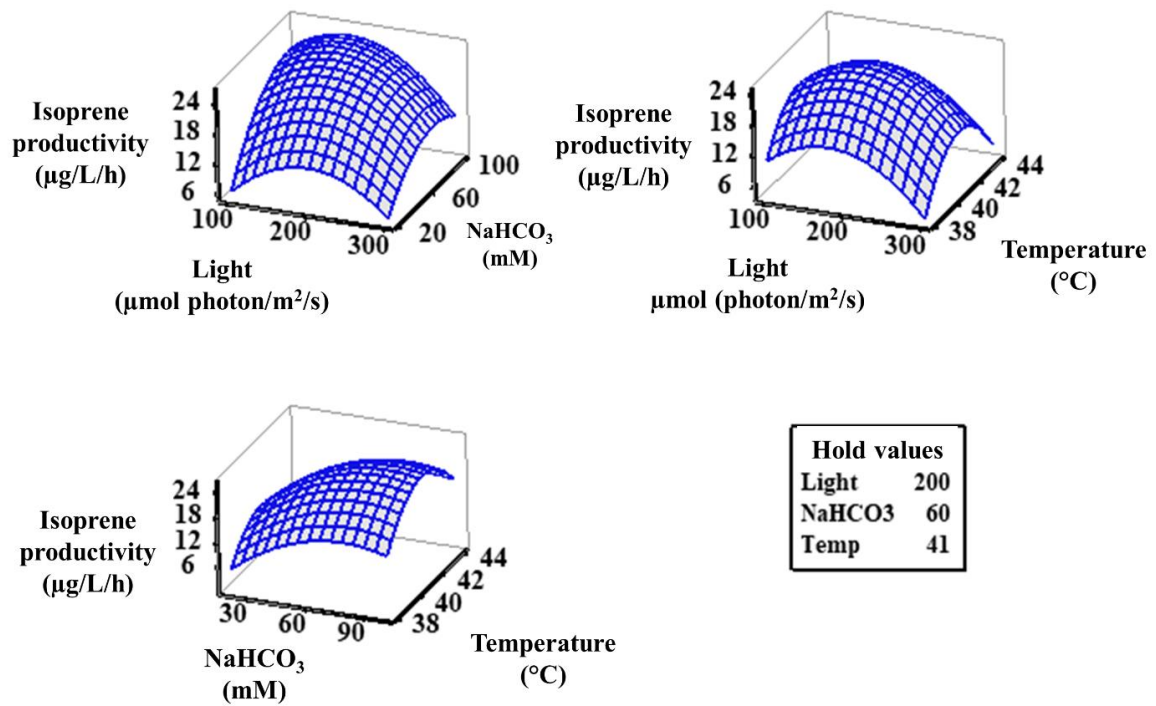 Isoprene
productivity
(μg/L/h)
24
18
12
6
100
200
300
20
60
100
NaHCO₃
(mM)
Light
(μmol photon/m²/s)
Isoprene
productivity
(μg/L/h)
24
18
12
6
100
200
300
38
40
42
44
Temperature
(°C)
Light
μmol (photon/m²/s)
Isoprene
productivity
(μg/L/h)
24
18
12
6
30
60
90
38
40
42
44
Temperature
(°C)
NaHCO₃
(mM)
Hold values
Light 200
NaHCO3 60
Temp 41